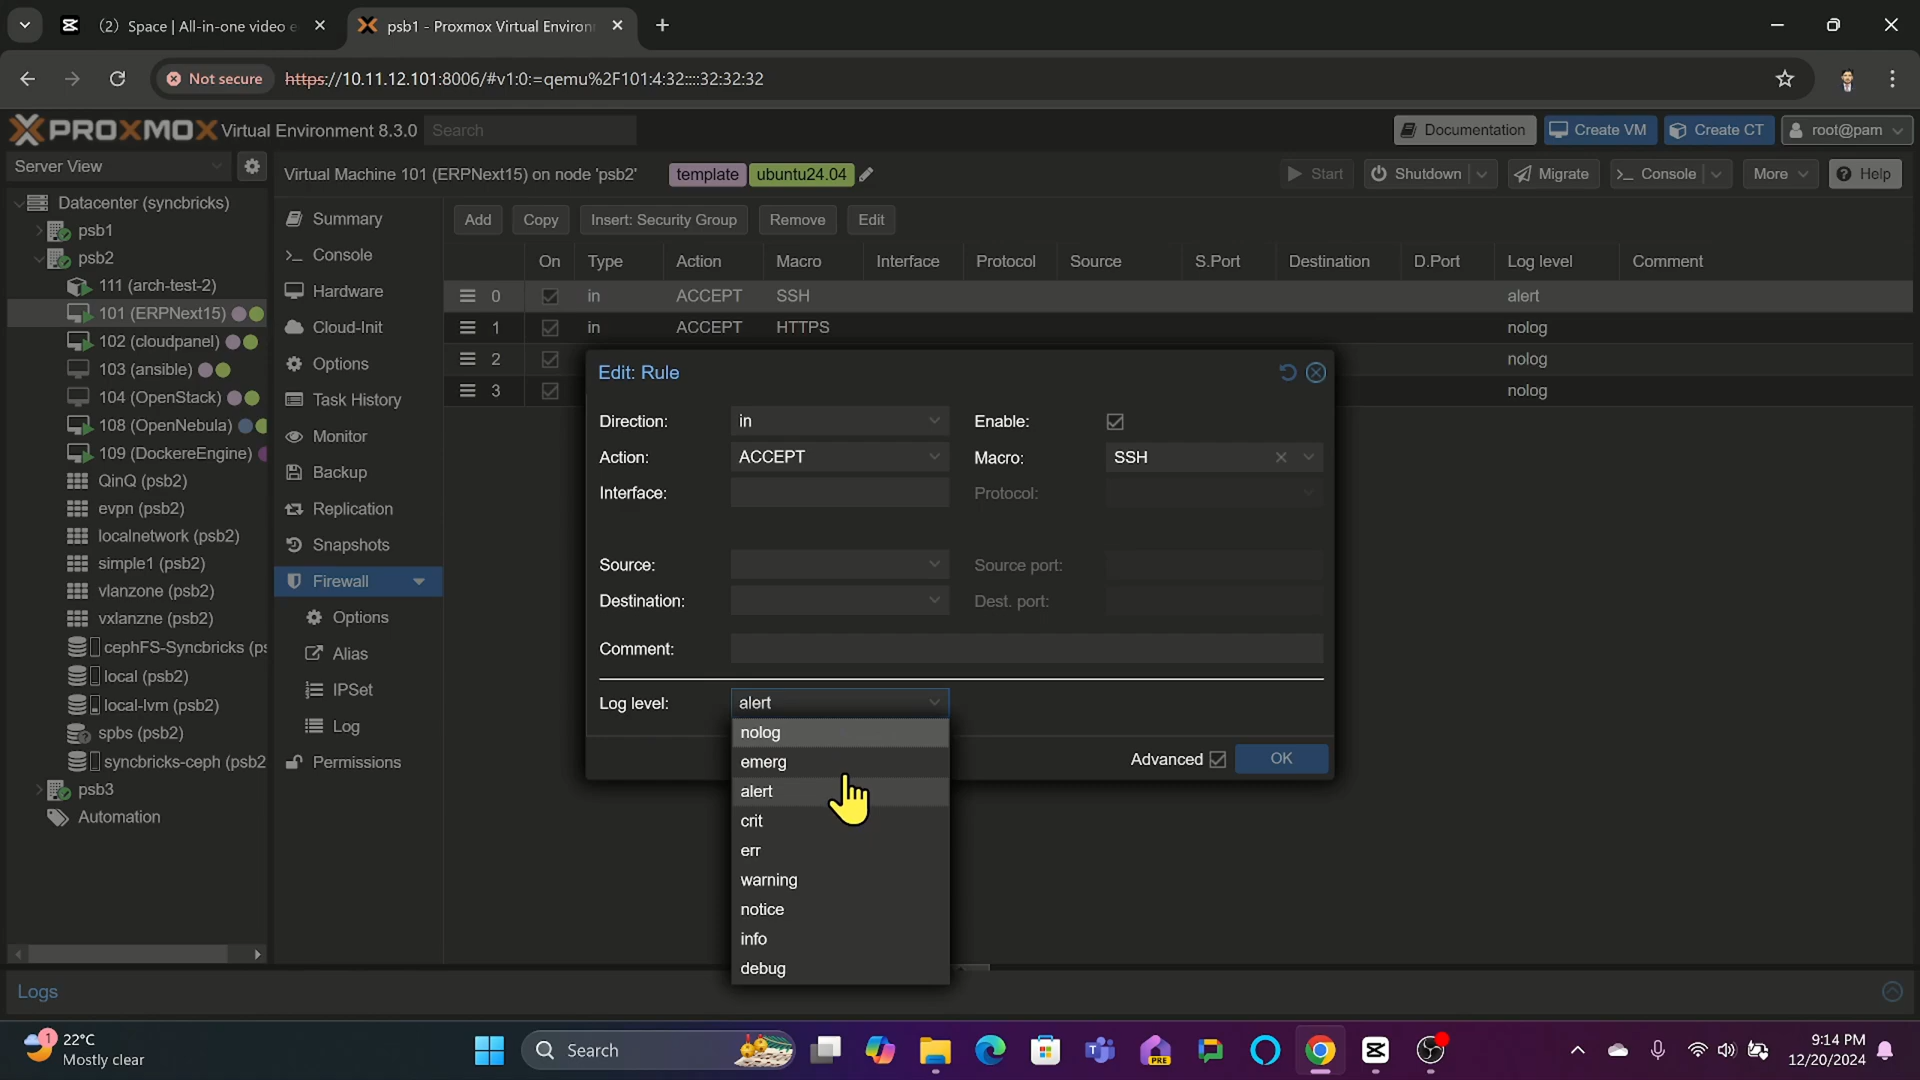 (2) Space | All-in-one video e
psb1 - Proxmox Virtual Environ
Not secure
https://10.11.12.101:8006/#v1:0:=qemu%2F101:4:32::::32:32:32
PROXMOX Virtual Environment 8.3.0
Search
Documentation
Create VM
Create CT
root@pam
Server View
Virtual Machine 101 (ERPNext15) on node 'psb2'
template
ubuntu24.04
Start
Shutdown
Migrate
Console
More
Help
Datacenter (syncbricks)
psb1
psb2
111 (arch-test-2)
101 (ERPNext15)
102 (cloudpanel)
103 (ansible)
104 (OpenStack)
108 (OpenNebula)
109 (DockereEngine)
QinQ (psb2)
evpn (psb2)
localnetwork (psb2)
simple1 (psb2)
vlanzone (psb2)
vxlanzne (psb2)
cephFS-Syncbricks (ps
local (psb2)
local-lvm (psb2)
spbs (psb2)
syncbricks-ceph (psb2
psb3
Automation
Summary
Console
Hardware
Cloud-Init
Options
Task History
Monitor
Backup
Replication
Snapshots
Firewall
Options
Alias
IPSet
Log
Permissions
Add
Copy
Insert: Security Group
Remove
Edit
On Type Action Macro Interface Protocol Source S.Port Destination D.Port Log level Comment
0 in ACCEPT SSH alert
1 in ACCEPT HTTPS nolog
2 nolog
3 nolog
Edit: Rule
Direction: in Enable:
Action: ACCEPT Macro: SSH
Interface: Protocol:
Source: Source port:
Destination: Dest. port:
Comment:
Log level: alert
nolog
emerg
alert
crit
err
warning
notice
info
debug
Advanced
OK
Logs
1
22°C
Mostly clear
Search
PRE
9:14 PM
12/20/2024